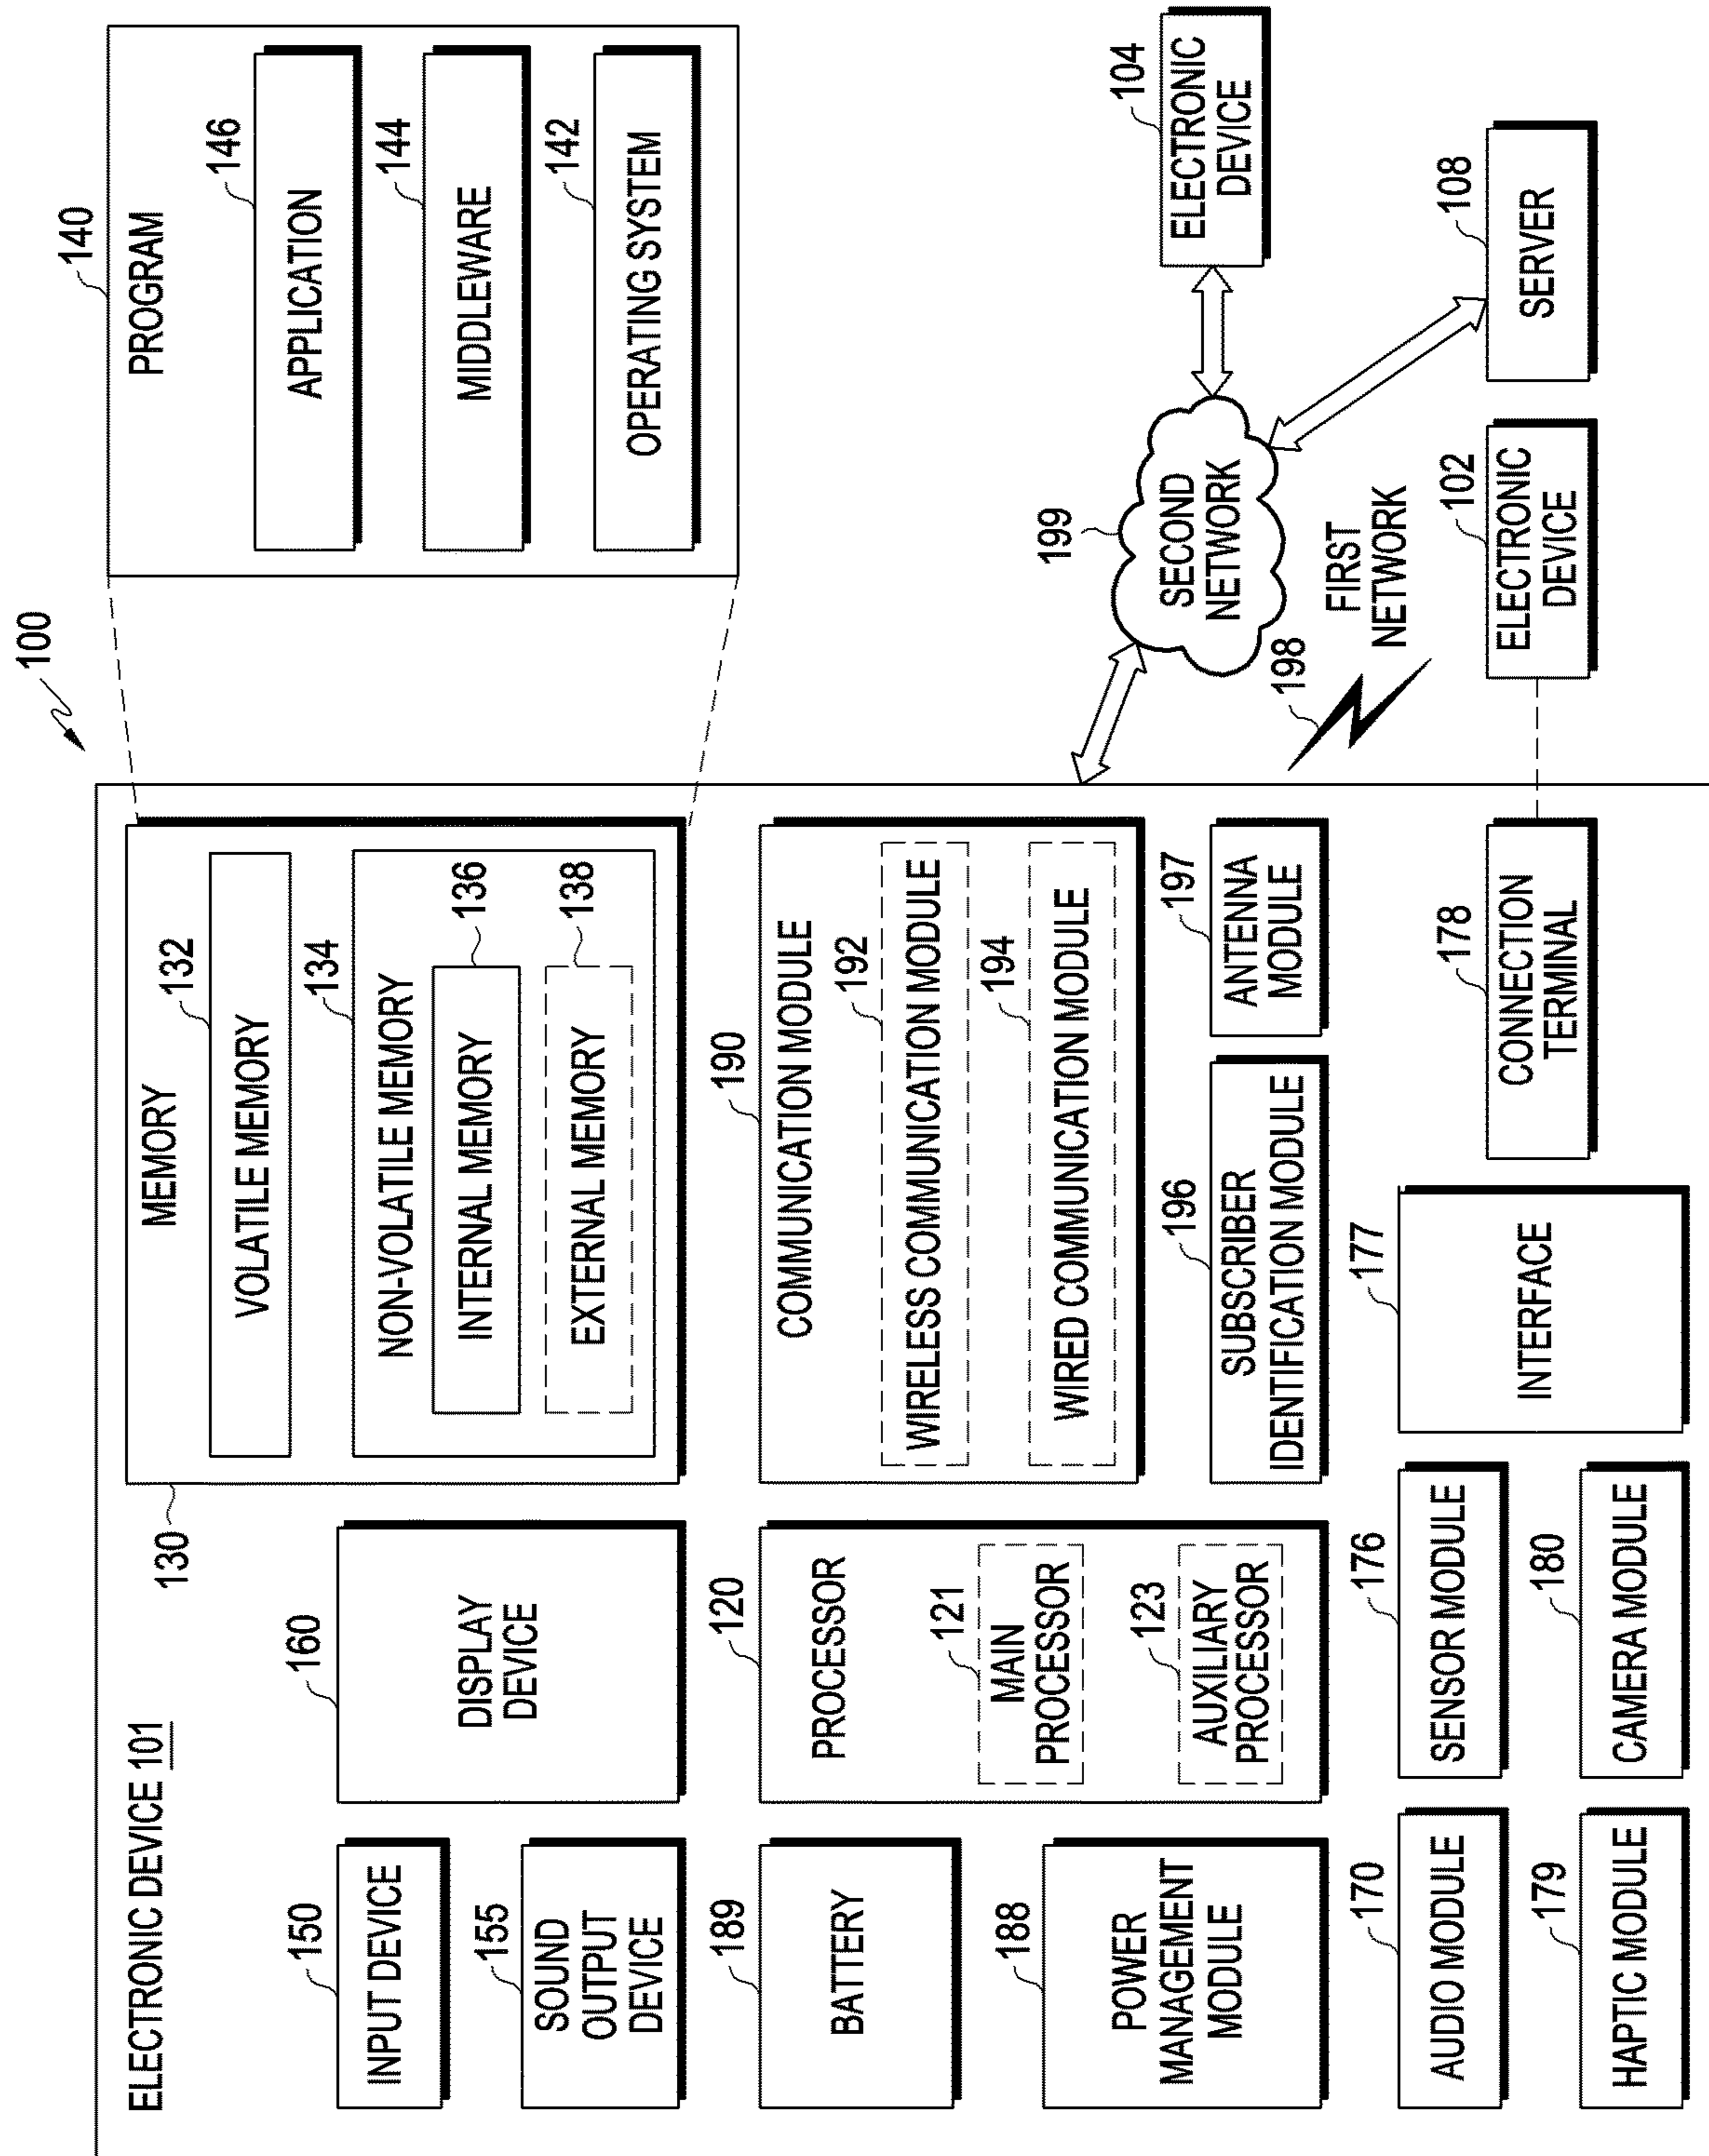 100
ELECTRONIC DEVICE 101
130
MEMORY
132
VOLATILE MEMORY
134
NON-VOLATILE MEMORY
136
INTERNAL MEMORY
138
EXTERNAL MEMORY
140
PROGRAM
146
APPLICATION
144
MIDDLEWARE
142
OPERATING SYSTEM
150
INPUT DEVICE
155
SOUND
OUTPUT
DEVICE
160
DISPLAY
DEVICE
189
BATTERY
188
POWER
MANAGEMENT
MODULE
120
PROCESSOR
121
MAIN
PROCESSOR
123
AUXILIARY
PROCESSOR
190
COMMUNICATION MODULE
192
WIRELESS COMMUNICATION MODULE
194
WIRED COMMUNICATION MODULE
196
SUBSCRIBER
IDENTIFICATION MODULE
197
ANTENNA
MODULE
170
AUDIO MODULE
176
SENSOR MODULE
177
INTERFACE
178
CONNECTION
TERMINAL
179
HAPTIC MODULE
180
CAMERA MODULE
199
SECOND
NETWORK
104
ELECTRONIC
DEVICE
198
FIRST
NETWORK
102
ELECTRONIC
DEVICE
108
SERVER